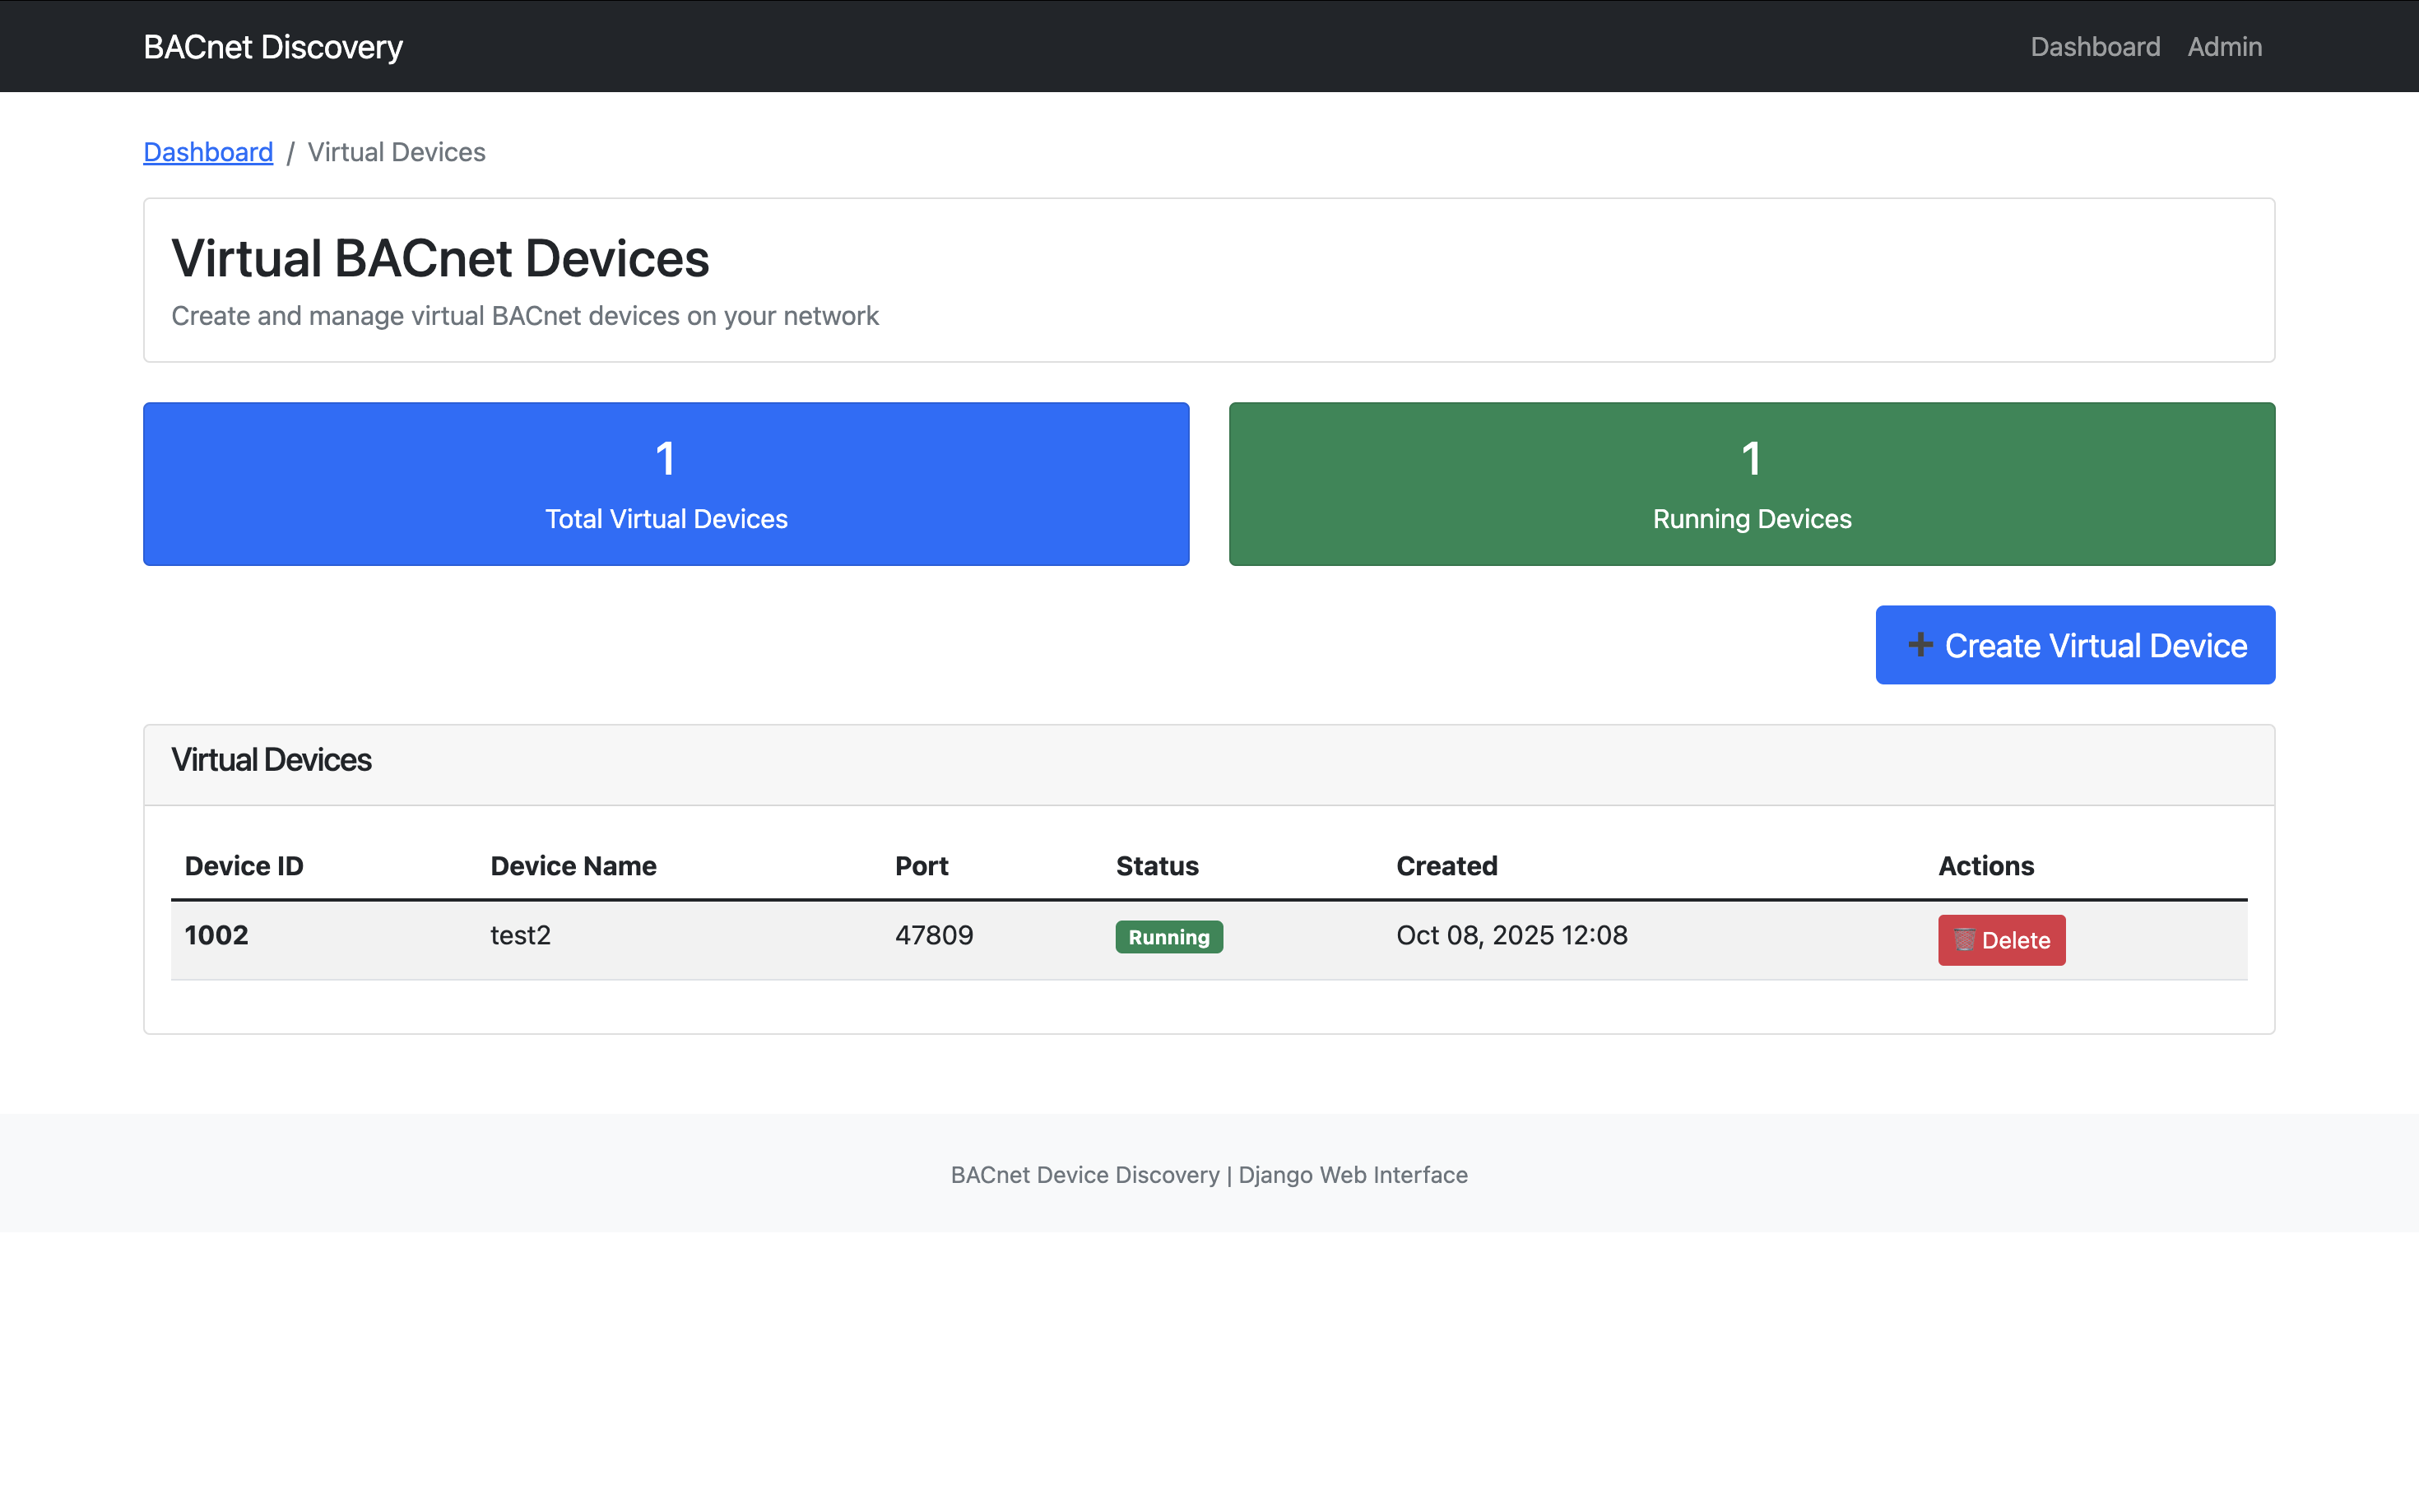 BACnet Discovery
Dashboard Admin
Dashboard / Virtual Devices
Virtual BACnet Devices
Create and manage virtual BACnet devices on your network
1
Total Virtual Devices
1
Running Devices
➕ Create Virtual Device
Virtual Devices
Device ID Device Name Port Status Created Actions
1002 test2 47809 Running Oct 08, 2025 12:08 🗑️ Delete
BACnet Device Discovery | Django Web Interface